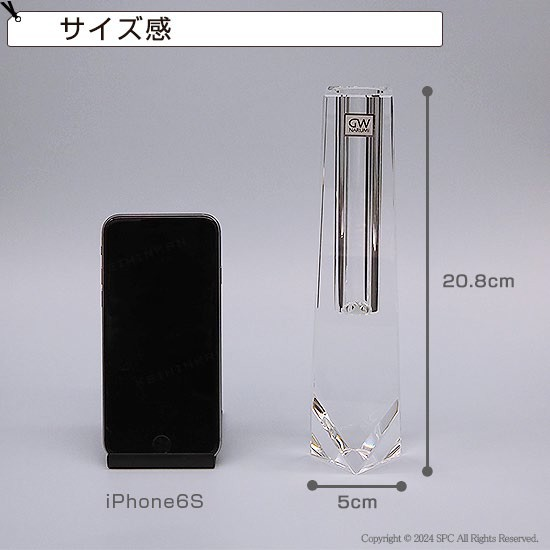 サイズ感
GW
NARUMI
20.8cm
iPhone6S
5cm
Copyright © 2024 SPC All Rights Reserved.